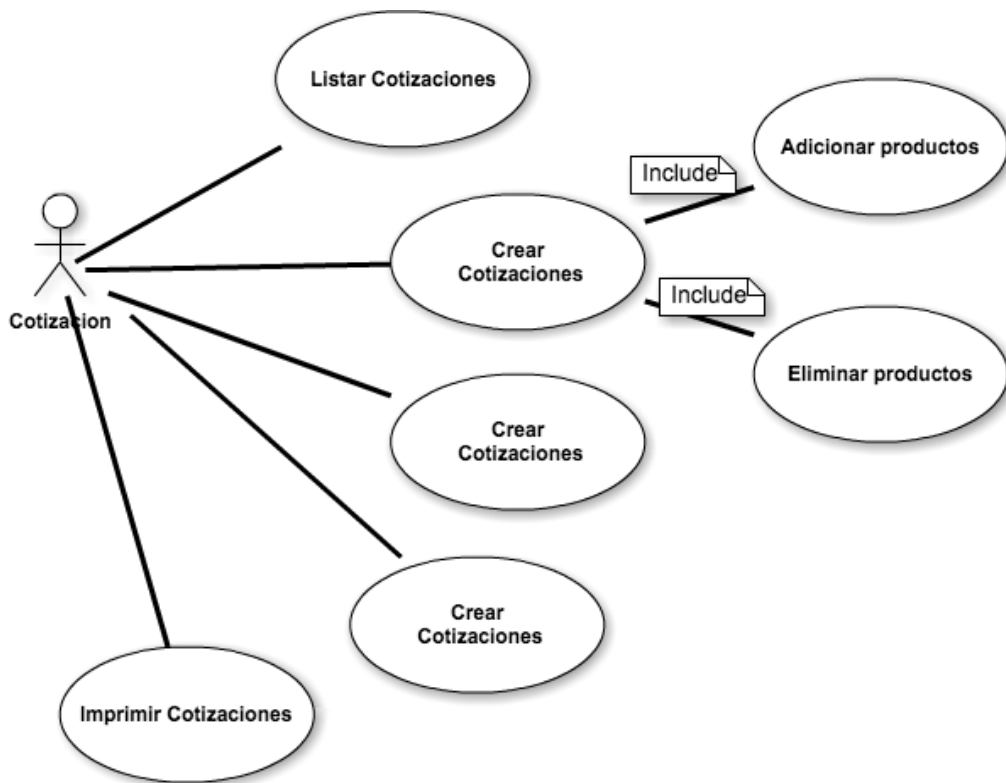 Listar Cotizaciones
Adicionar productos
Include
Crear
Cotizaciones
Include
Cotizacion
Eliminar productos
Crear
Cotizaciones
Crear
Cotizaciones
Imprimir Cotizaciones